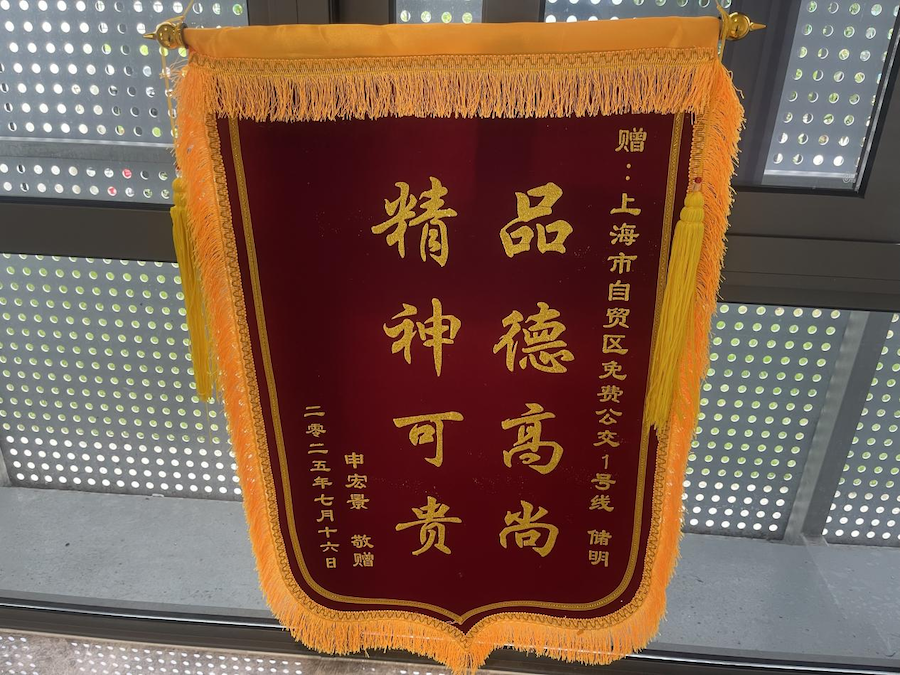 赠：上海市自贸区免费公交1号线 储明
品德高尚
精神可贵
申宏景 敬赠
二零二五年七月十六日